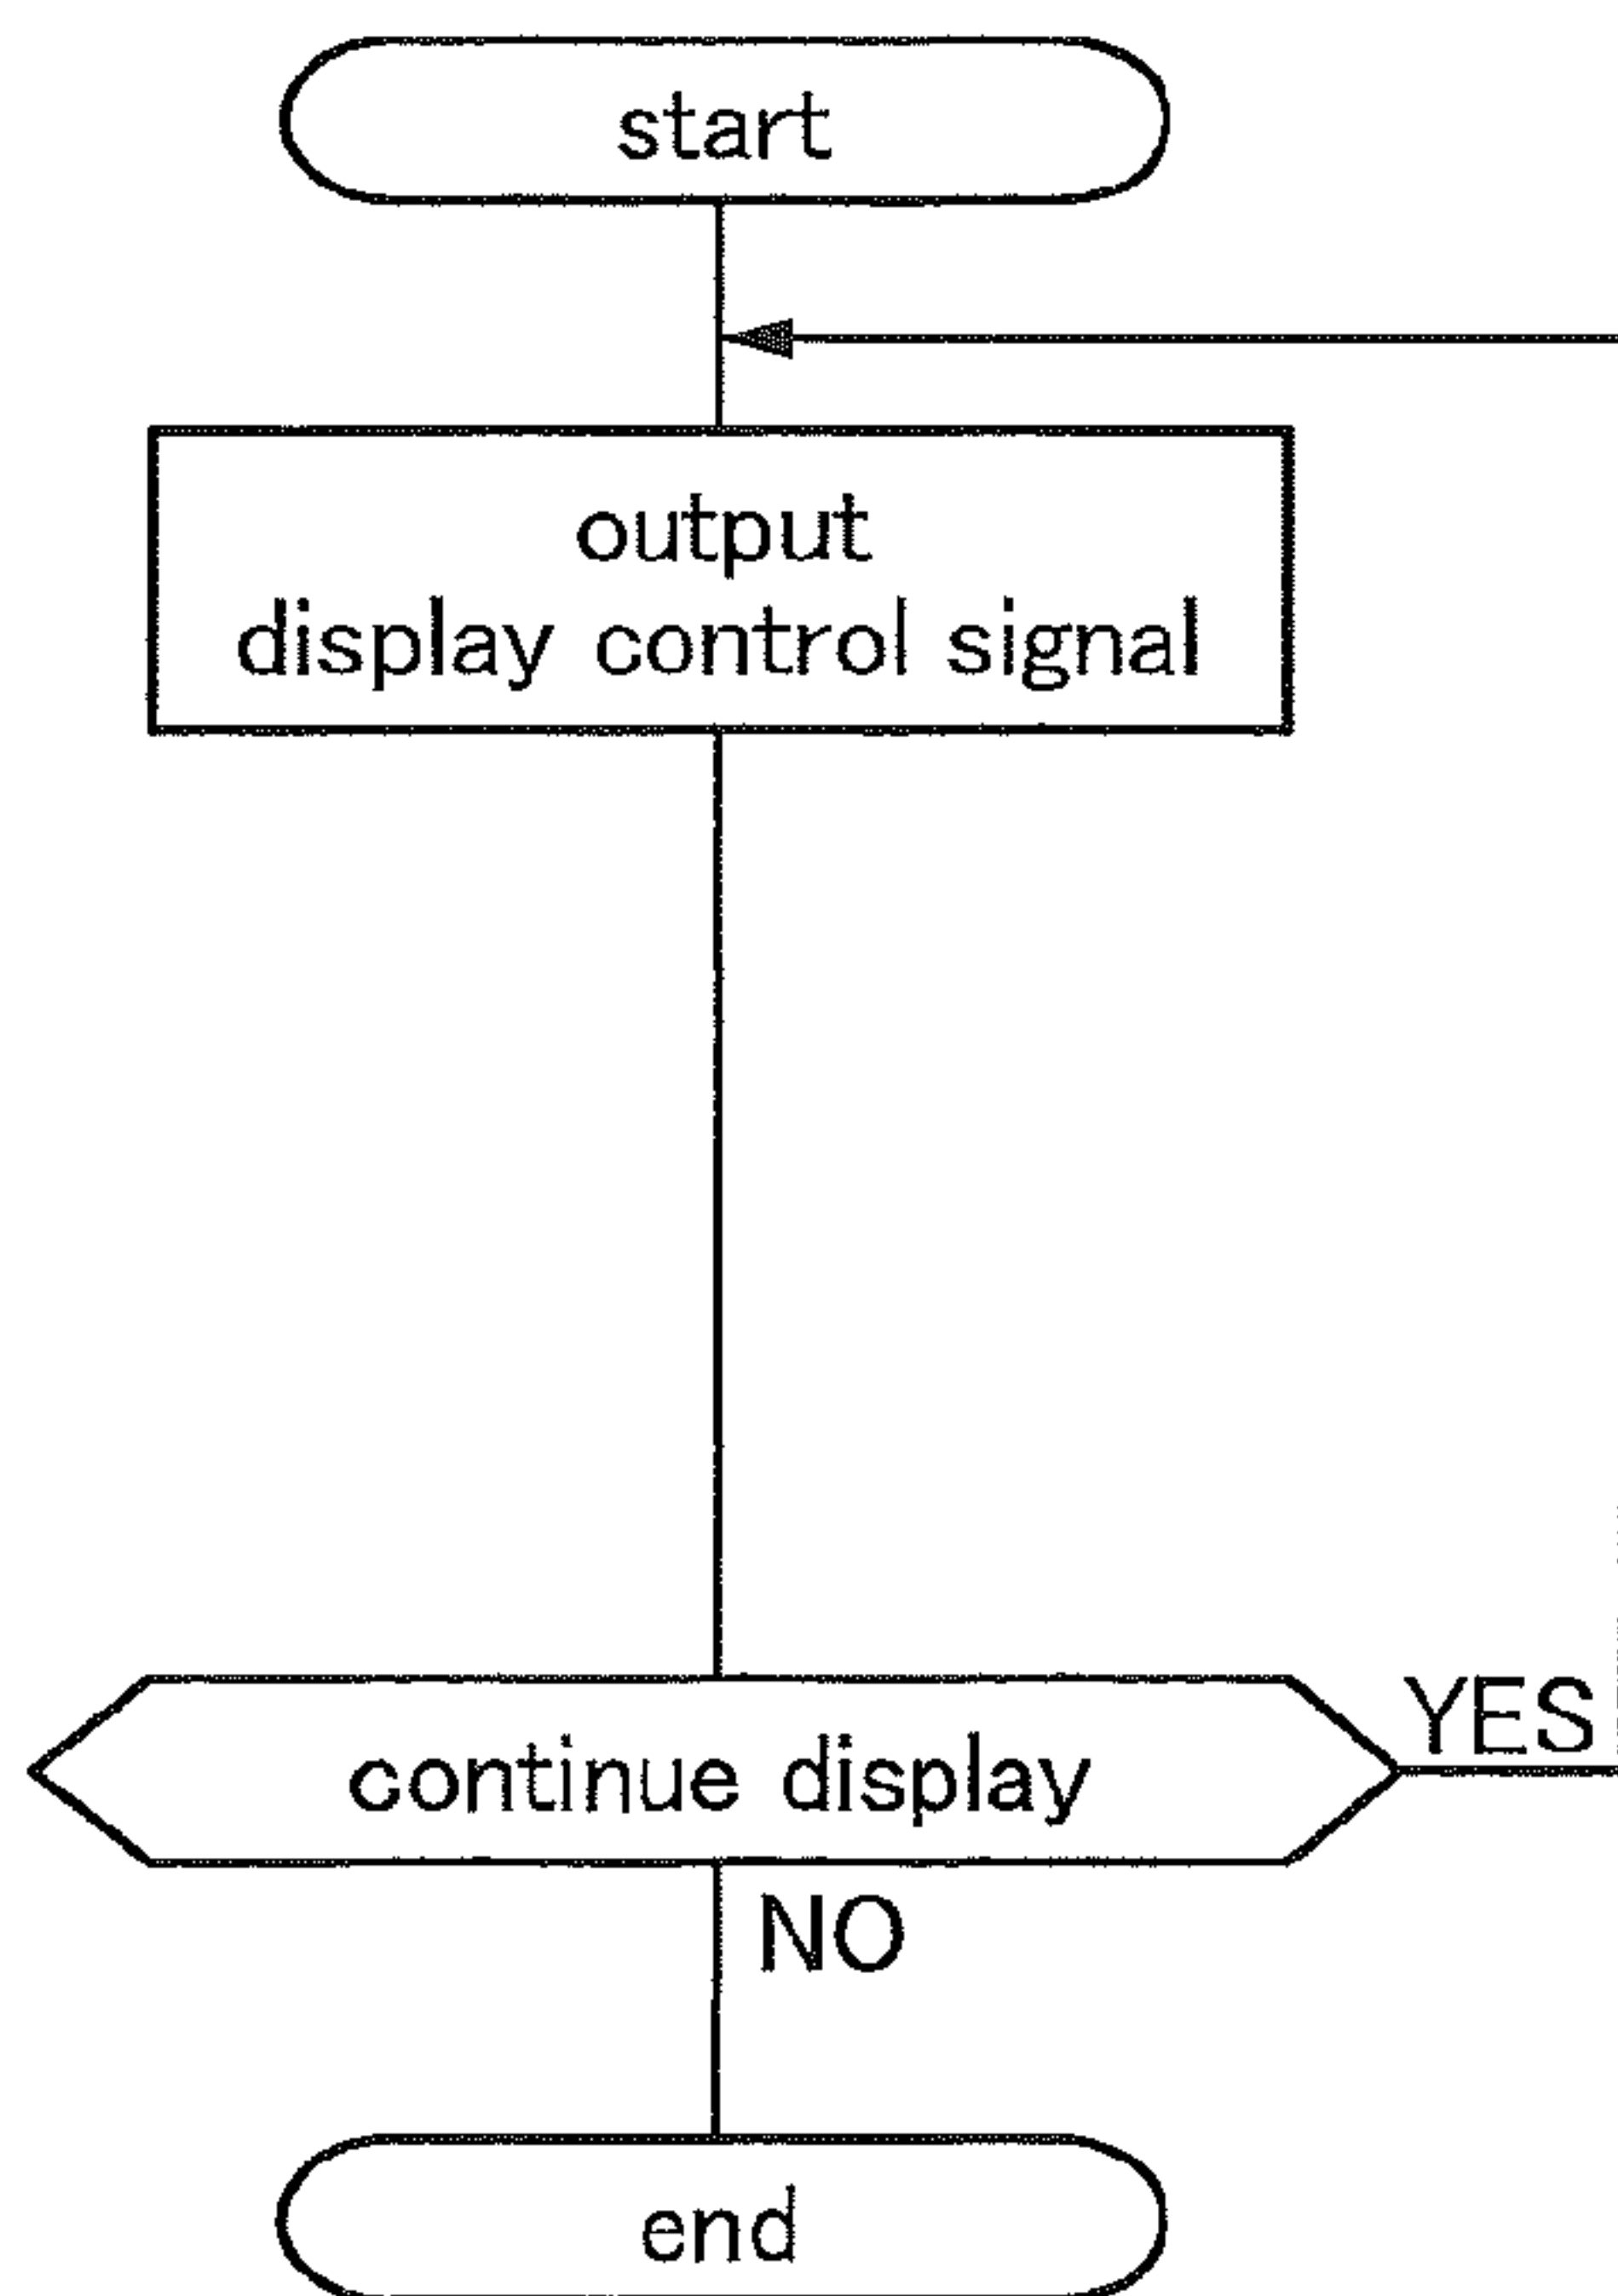 start
output
display control signal
YES
continue display
NO
end